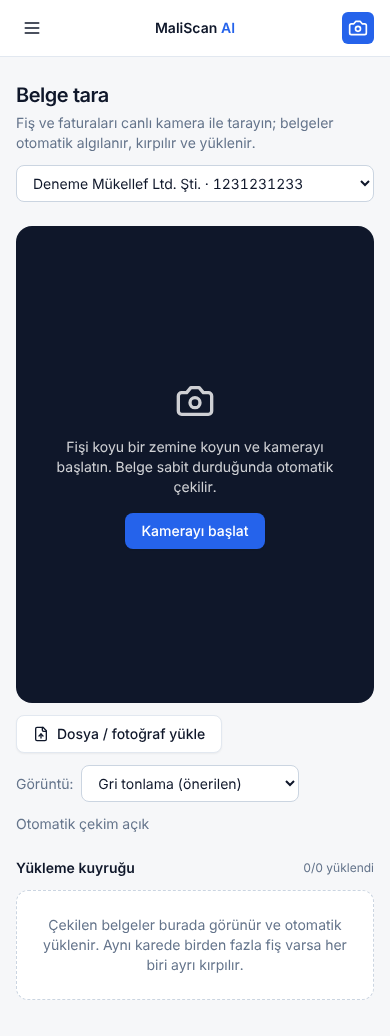 MaliScan AI
Belge tara
Fiş ve faturaları canlı kamera ile tarayın; belgeler
otomatik algılanır, kırpılır ve yüklenir.
Deneme Mükellef Ltd. Şti. · 1231231233
Fişi koyu bir zemine koyun ve kamerayı
başlatın. Belge sabit durduğunda otomatik
çekilir.
Kamerayı başlat
Dosya / fotoğraf yükle
Görüntü: Gri tonlama (önerilen)
Otomatik çekim açık
Yükleme kuyruğu 0/0 yüklendi
Çekilen belgeler burada görünür ve otomatik
yüklenir. Aynı karede birden fazla fiş varsa her
biri ayrı kırpılır.